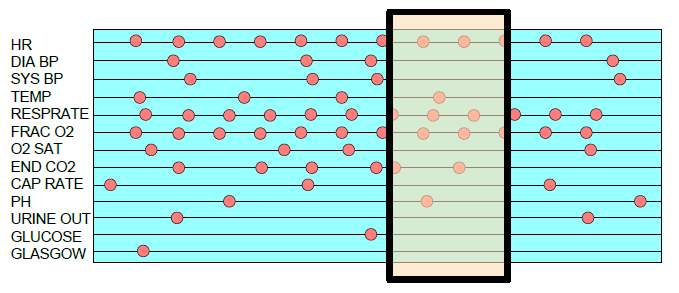 HR
DIA BP
SYS BP
TEMP
RESPRATE
FRAC O2
O2 SAT
END CO2
CAP RATE
PH
URINE OUT
GLUCOSE
GLASGOW